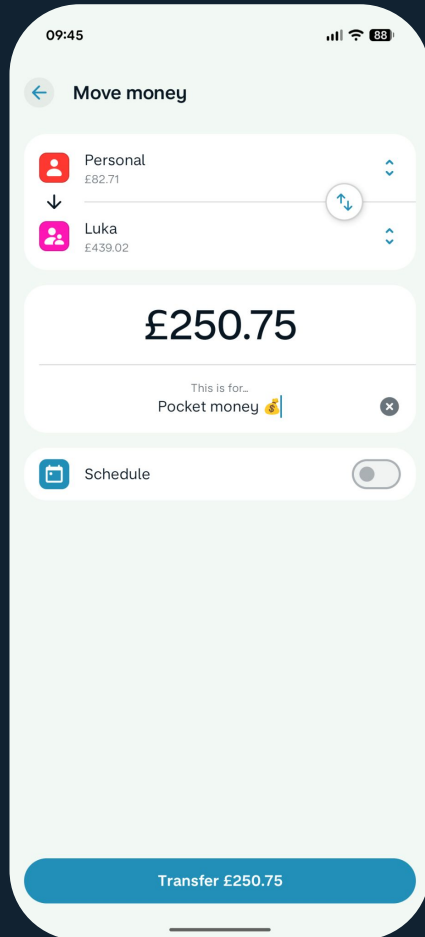 09:45
88
Move money
Personal
£82.71
Luka
£439.02
£250.75
This is for...
Pocket money 💰
Schedule
Transfer £250.75